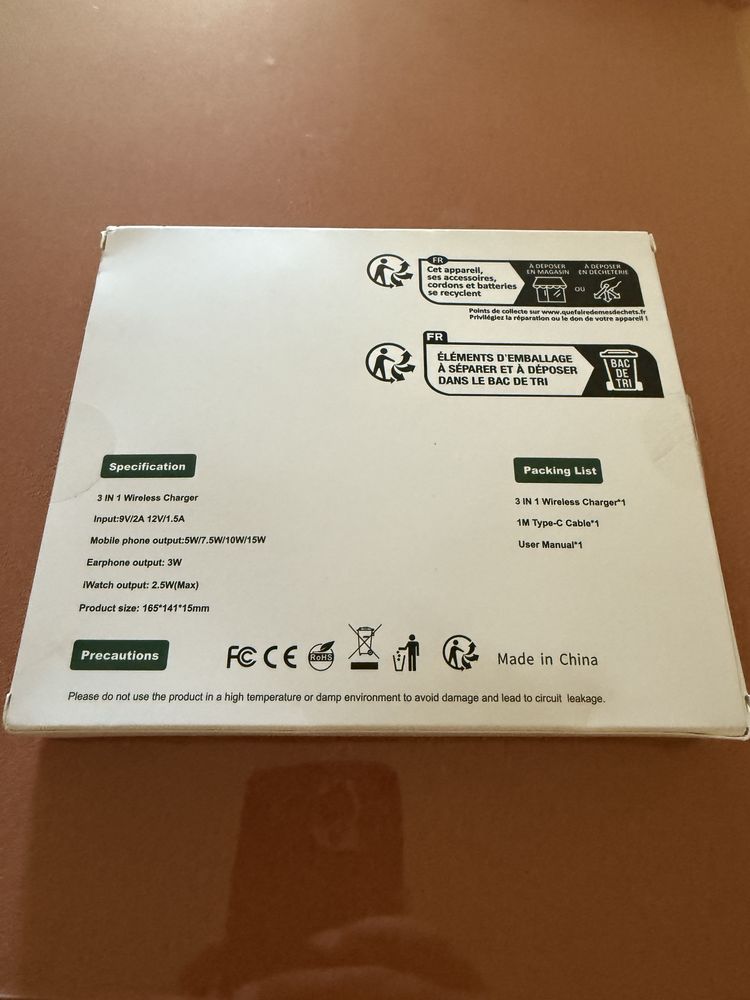 FR
Cet appareil,
ses accessoires,
cordons et batteries
se recyclent
À DÉPOSER
EN MAGASIN
OU
À DÉPOSER
EN DÉCHÈTERIE
Points de collecte sur www.quefairedemesdechets.fr
Privilégiez la réparation ou le don de votre appareil !
FR
ÉLÉMENTS D'EMBALLAGE
À SÉPARER ET À DÉPOSER
DANS LE BAC DE TRI
BAC
DE
TRI
Specification
3 IN 1 Wireless Charger
Input:9V/2A 12V/1.5A
Mobile phone output:5W/7.5W/10W/15W
Earphone output: 3W
iWatch output: 2.5W(Max)
Product size: 165*141*15mm
Packing List
3 IN 1 Wireless Charger*1
1M Type-C Cable*1
User Manual*1
Precautions
FC CE RoHS
Made in China
Please do not use the product in a high temperature or damp environment to avoid damage and lead to circuit leakage.